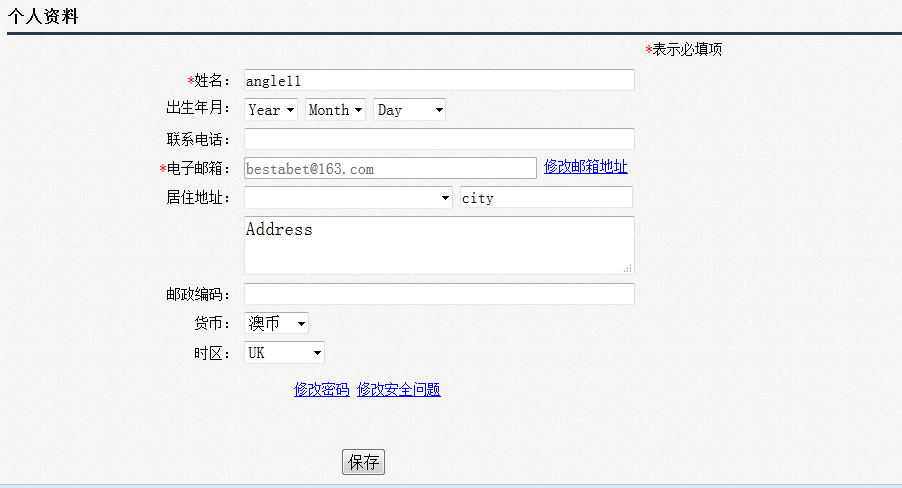 个人资料
*表示必填项
*姓名： anglell
出生年月： Year Month Day
联系电话：
*电子邮箱： bestabet@163.com 修改邮箱地址
居住地址： city
Address
邮政编码：
货币： 澳币
时区： UK
修改密码 修改安全问题
保存